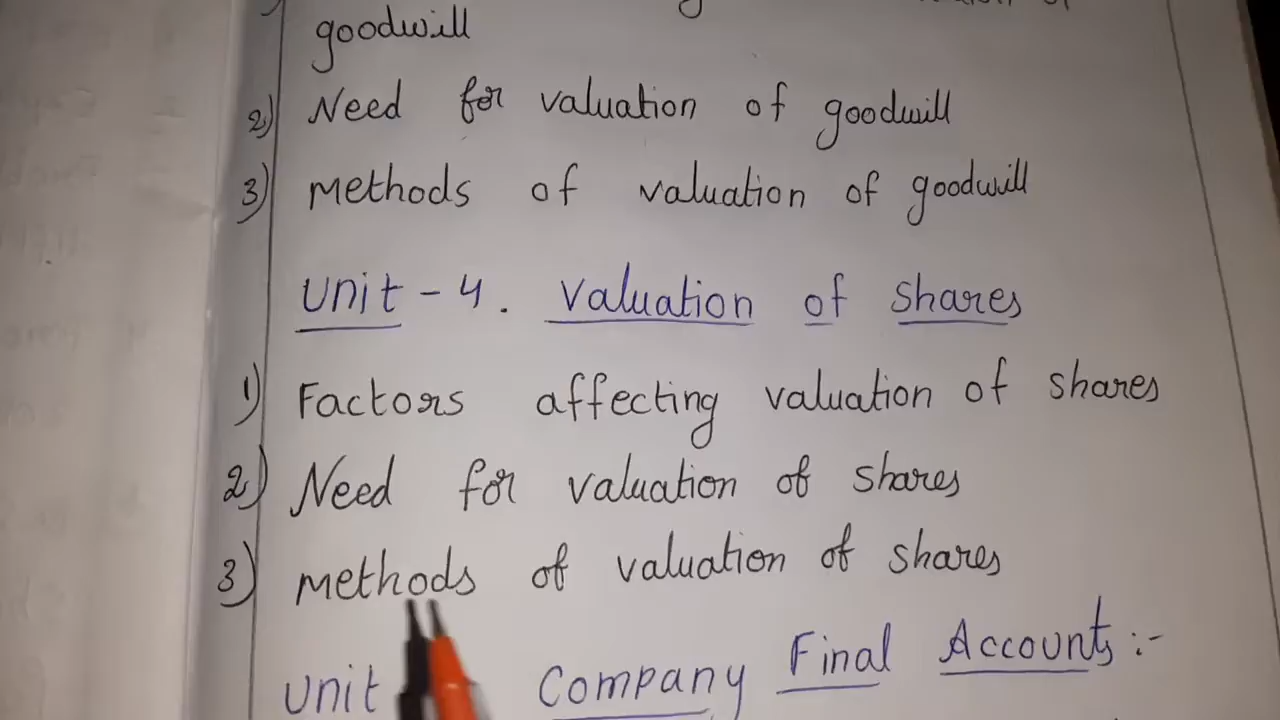 goodwill
2) Need for valuation of goodwill
3) methods of valuation of goodwill
Unit - 4. Valuation of shares
1) Factors affecting valuation of shares
2) Need for valuation of shares
3) methods of valuation of shares
Unit Company Final Accounts :-